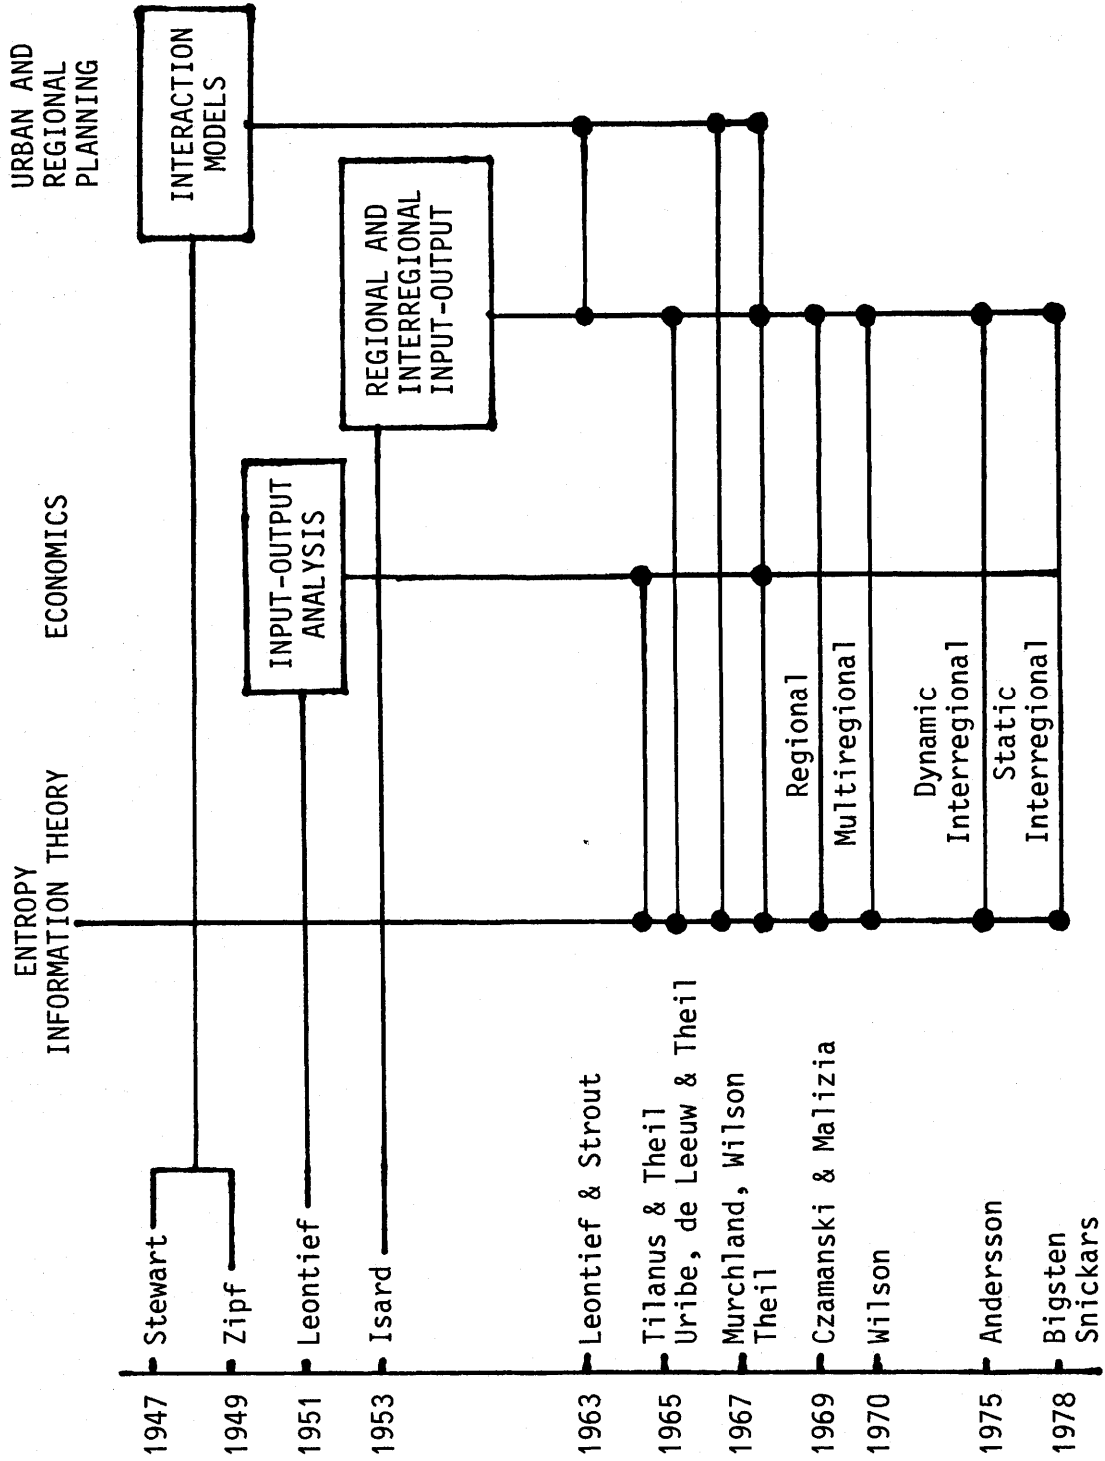 ENTROPY
INFORMATION THEORY
ECONOMICS
URBAN AND
REGIONAL
PLANNING
1947
Stewart
INTERACTION
MODELS
1949
Zipf
1951
Leontief
INPUT-OUTPUT
ANALYSIS
1953
Isard
REGIONAL AND
INTERREGIONAL
INPUT-OUTPUT
1963
Leontief & Strout
1965
Tilanus & Theil
Uribe, de Leeuw & Theil
1967
Murchland, Wilson
Theil
1969
Czamanski & Malizia
Regional
1970
Wilson
Multiregional
1975
Andersson
Dynamic
Interregional
1978
Bigsten
Snickars
Static
Interregional